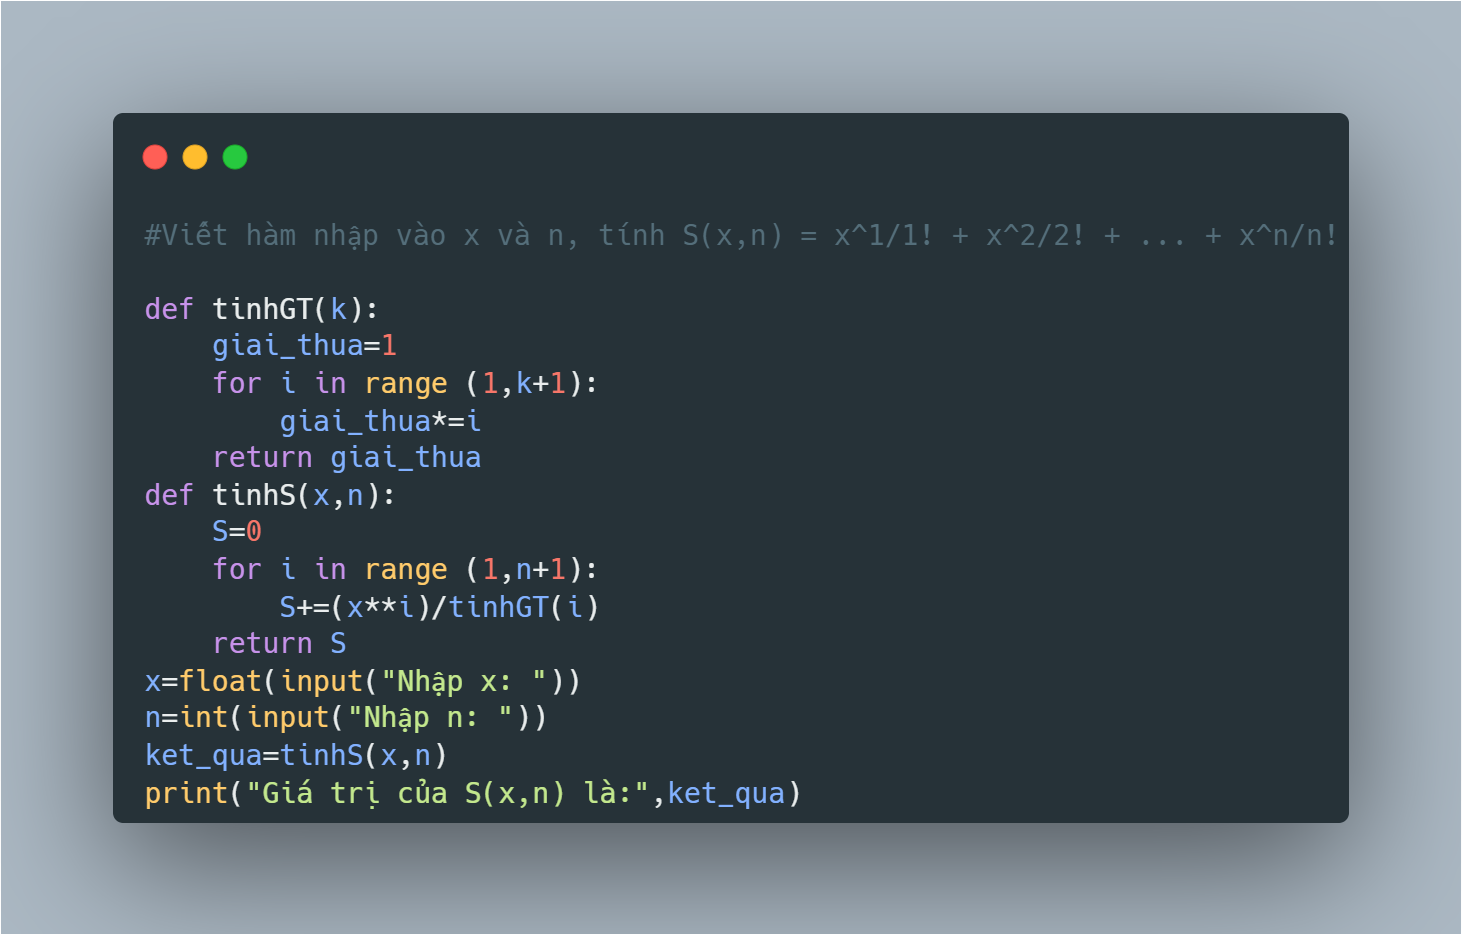 #Viết hàm nhập vào x và n, tính S(x,n) = x^1/1! + x^2/2! + ... + x^n/n!
def tinhGT(k):
    giai_thua=1
    for i in range (1,k+1):
        giai_thua*=i
    return giai_thua
def tinhS(x,n):
    S=0
    for i in range (1,n+1):
        S+=(x**i)/tinhGT(i)
    return S
x=float(input("Nhập x: "))
n=int(input("Nhập n: "))
ket_qua=tinhS(x,n)
print("Giá trị của S(x,n) là:",ket_qua)